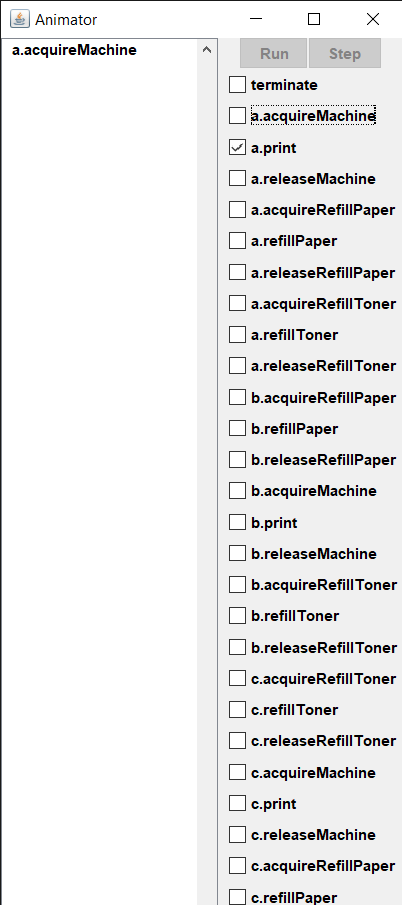 Animator
a.acquireMachine
Run Step
terminate
a.acquireMachine
a.print
a.releaseMachine
a.acquireRefillPaper
a.refillPaper
a.releaseRefillPaper
a.acquireRefillToner
a.refillToner
a.releaseRefillToner
b.acquireRefillPaper
b.refillPaper
b.releaseRefillPaper
b.acquireMachine
b.print
b.releaseMachine
b.acquireRefillToner
b.refillToner
b.releaseRefillToner
c.acquireRefillToner
c.refillToner
c.releaseRefillToner
c.acquireMachine
c.print
c.releaseMachine
c.acquireRefillPaper
c.refillPaper